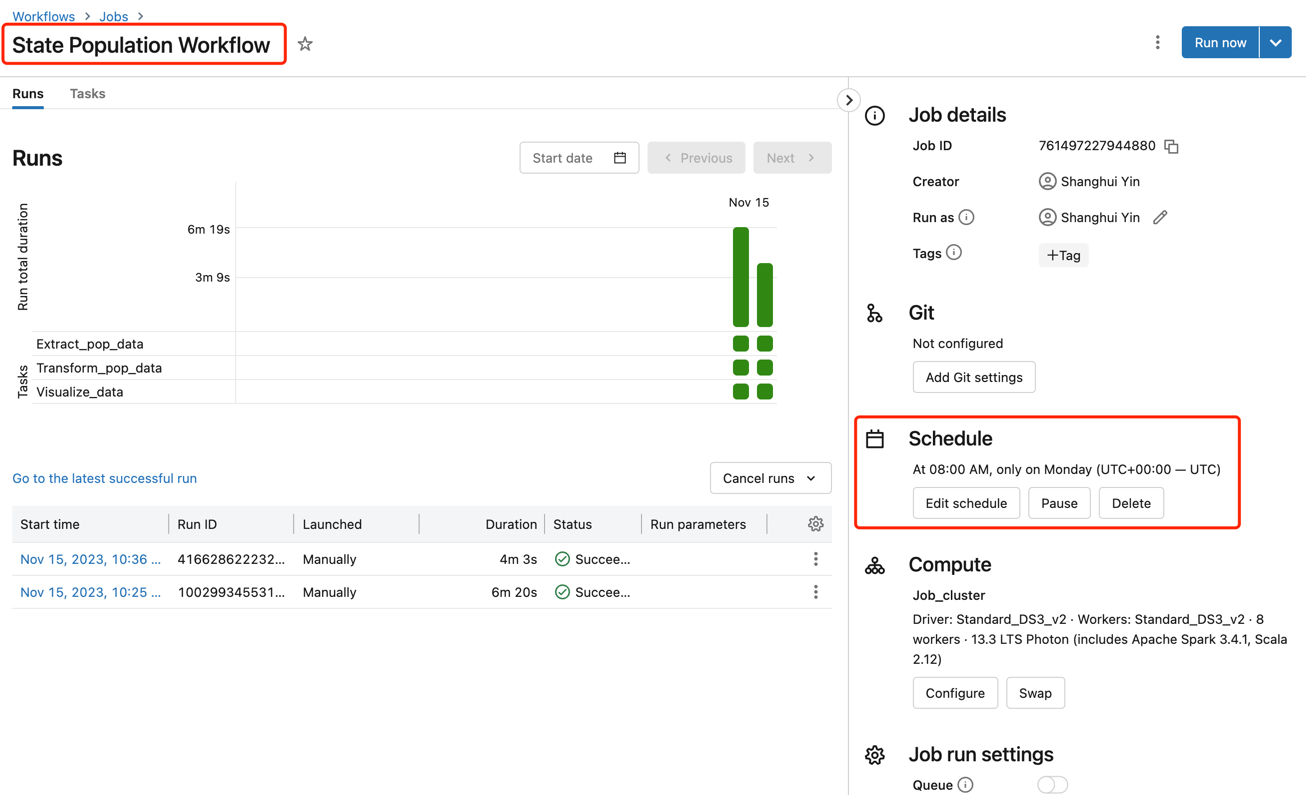 Workflows > Jobs >
State Population Workflow
Run now
Runs Tasks
Runs
Start date
Previous
Next
Nov 15
Run total duration
6m 19s
3m 9s
Tasks
Extract_pop_data
Transform_pop_data
Visualize_data
Go to the latest successful run
Cancel runs
Start time Run ID Launched Duration Status Run parameters
Nov 15, 2023, 10:36 ... 416628622232... Manually 4m 3s Succee...
Nov 15, 2023, 10:25 ... 100299345531... Manually 6m 20s Succee...
Job details
Job ID 761497227944880
Creator Shanghui Yin
Run as Shanghui Yin
Tags +Tag
Git
Not configured
Add Git settings
Schedule
At 08:00 AM, only on Monday (UTC+00:00 — UTC)
Edit schedule Pause Delete
Compute
Job_cluster
Driver: Standard_DS3_v2 · Workers: Standard_DS3_v2 · 8
workers · 13.3 LTS Photon (includes Apache Spark 3.4.1, Scala
2.12)
Configure Swap
Job run settings
Queue